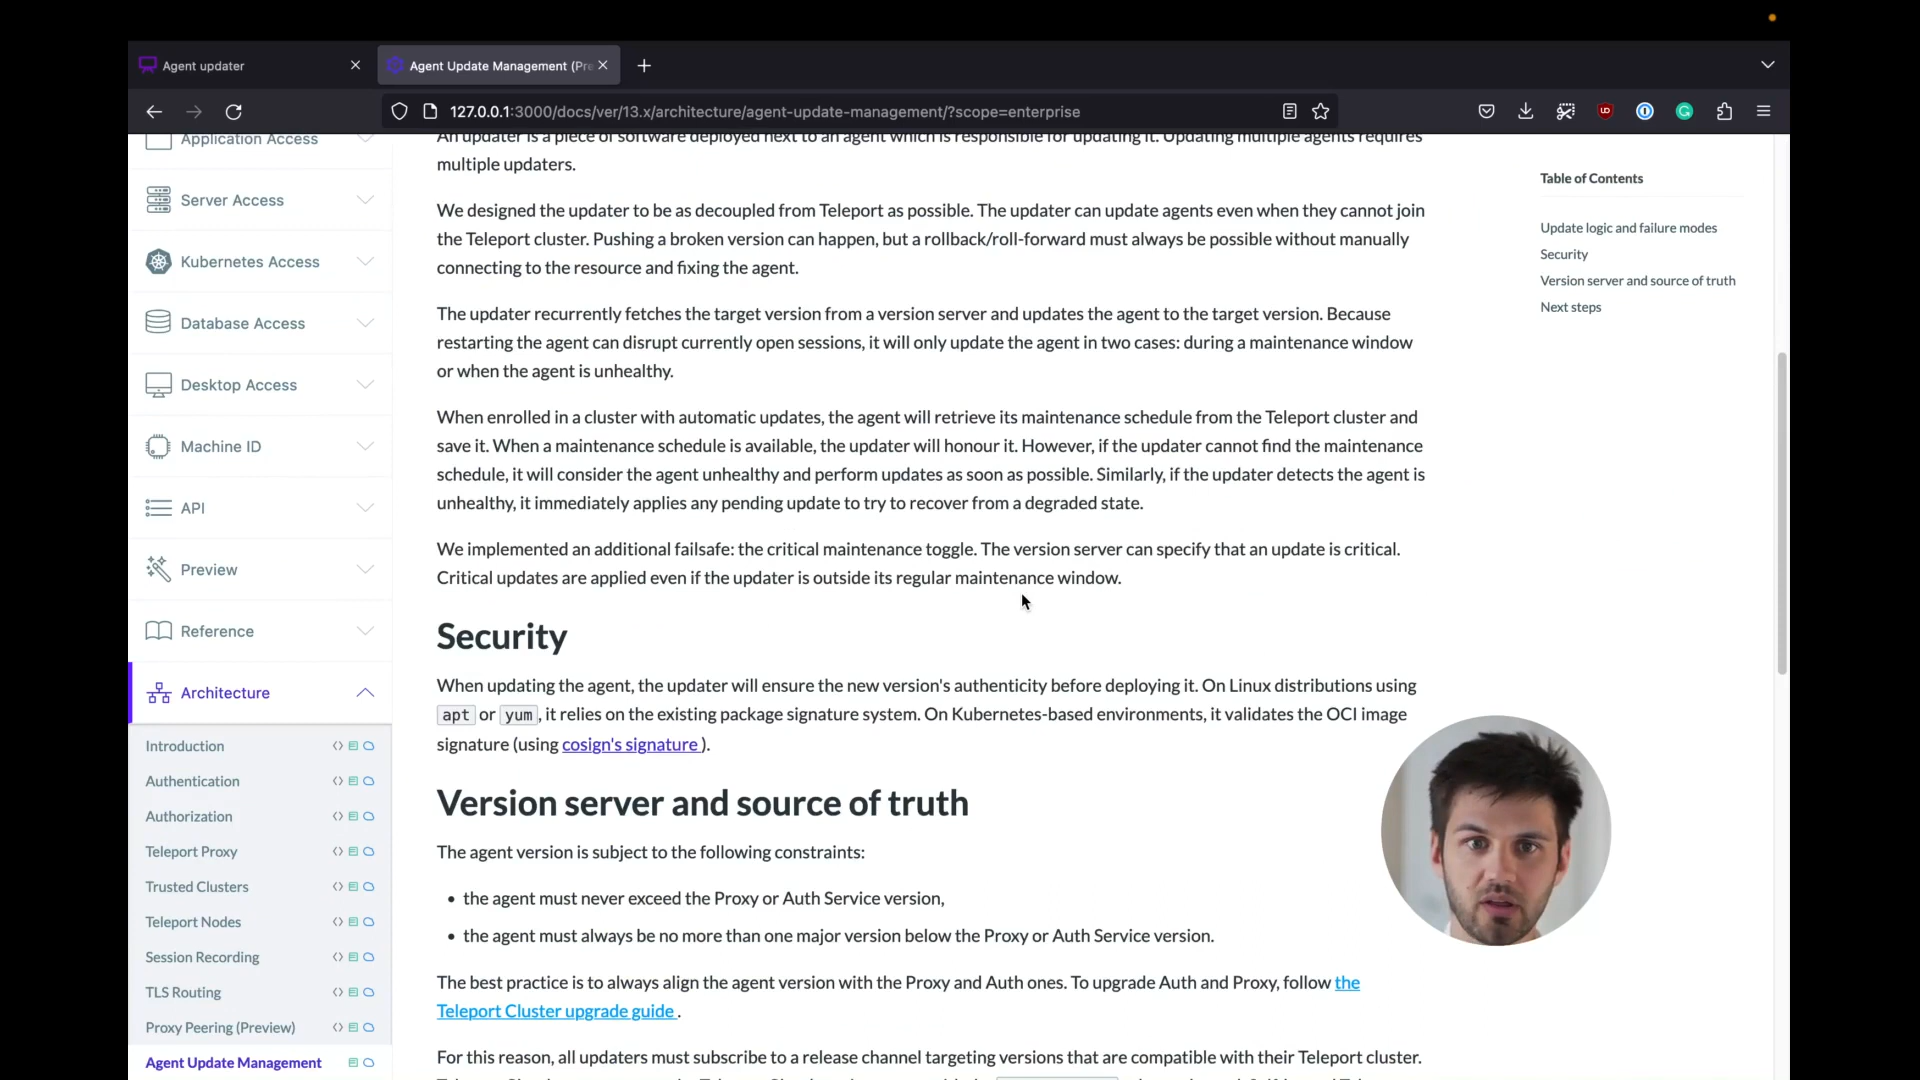 Agent updater
Agent Update Management (Pre
127.0.0.1:3000/docs/ver/13.x/architecture/agent-update-management/?scope=enterprise
Application Access
Server Access
Kubernetes Access
Database Access
Desktop Access
Machine ID
API
Preview
Reference
Architecture
Introduction
Authentication
Authorization
Teleport Proxy
Trusted Clusters
Teleport Nodes
Session Recording
TLS Routing
Proxy Peering (Preview)
Agent Update Management
An updater is a piece of software deployed next to an agent which is responsible for updating it. Updating multiple agents requires
multiple updaters.
We designed the updater to be as decoupled from Teleport as possible. The updater can update agents even when they cannot join
the Teleport cluster. Pushing a broken version can happen, but a rollback/roll-forward must always be possible without manually
connecting to the resource and fixing the agent.
The updater recurrently fetches the target version from a version server and updates the agent to the target version. Because
restarting the agent can disrupt currently open sessions, it will only update the agent in two cases: during a maintenance window
or when the agent is unhealthy.
When enrolled in a cluster with automatic updates, the agent will retrieve its maintenance schedule from the Teleport cluster and
save it. When a maintenance schedule is available, the updater will honour it. However, if the updater cannot find the maintenance
schedule, it will consider the agent unhealthy and perform updates as soon as possible. Similarly, if the updater detects the agent is
unhealthy, it immediately applies any pending update to try to recover from a degraded state.
We implemented an additional failsafe: the critical maintenance toggle. The version server can specify that an update is critical.
Critical updates are applied even if the updater is outside its regular maintenance window.
Security
When updating the agent, the updater will ensure the new version's authenticity before deploying it. On Linux distributions using
apt or yum, it relies on the existing package signature system. On Kubernetes-based environments, it validates the OCI image
signature (using cosign's signature ).
Version server and source of truth
The agent version is subject to the following constraints:
• the agent must never exceed the Proxy or Auth Service version,
• the agent must always be no more than one major version below the Proxy or Auth Service version.
The best practice is to always align the agent version with the Proxy and Auth ones. To upgrade Auth and Proxy, follow the
Teleport Cluster upgrade guide .
For this reason, all updaters must subscribe to a release channel targeting versions that are compatible with their Teleport cluster.
Table of Contents
Update logic and failure modes
Security
Version server and source of truth
Next steps